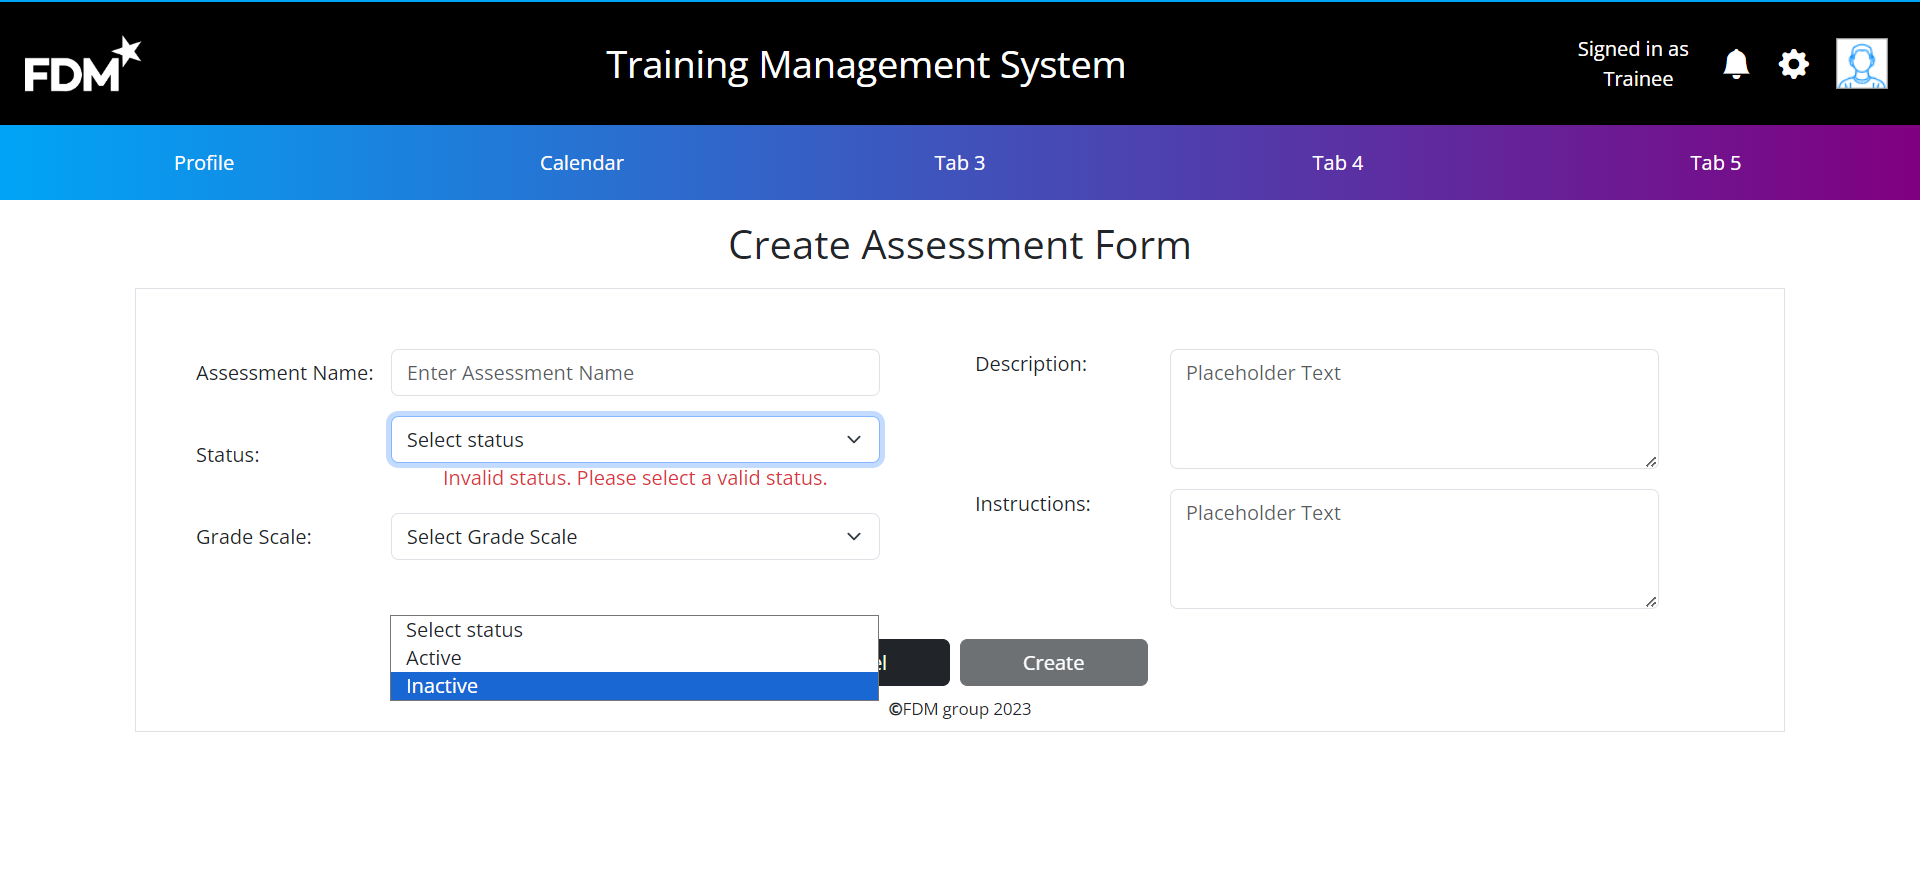 FDM
Training Management System
Signed in as
Trainee
Profile
Calendar
Tab 3
Tab 4
Tab 5
Create Assessment Form
Assessment Name:
Enter Assessment Name
Status:
Select status
Invalid status. Please select a valid status.
Grade Scale:
Select Grade Scale
Select status
Active
Inactive
Description:
Placeholder Text
Instructions:
Placeholder Text
Create
©FDM group 2023